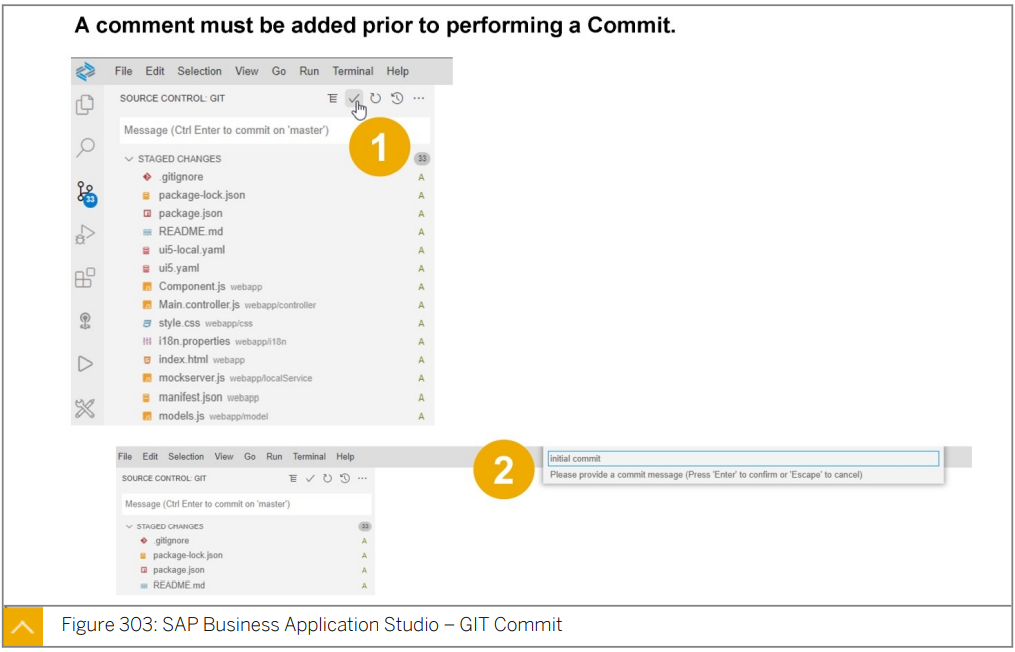 A comment must be added prior to performing a Commit.
File Edit Selection View Go Run Terminal Help
SOURCE CONTROL: GIT
Message (Ctrl Enter to commit on 'master')
1
STAGED CHANGES 33
.gitignore A
package-lock.json A
33
package.json A
README.md A
ui5-local.yaml A
ui5.yaml A
Component.js webapp A
Main.controller.js webapp/controller A
style.css webapp/css A
i18n.properties webapp/i18n A
index.html webapp A
mockserver.js webapp/localService A
manifest.json webapp A
models.js webapp/model A
File Edit Selection View Go Run Terminal Help
SOURCE CONTROL: GIT
Message (Ctrl Enter to commit on 'master')
STAGED CHANGES 33
.gitignore A
package-lock.json A
package.json A
README.md A
2
initial commit
Please provide a commit message (Press 'Enter' to confirm or 'Escape' to cancel)
Figure 303: SAP Business Application Studio – GIT Commit